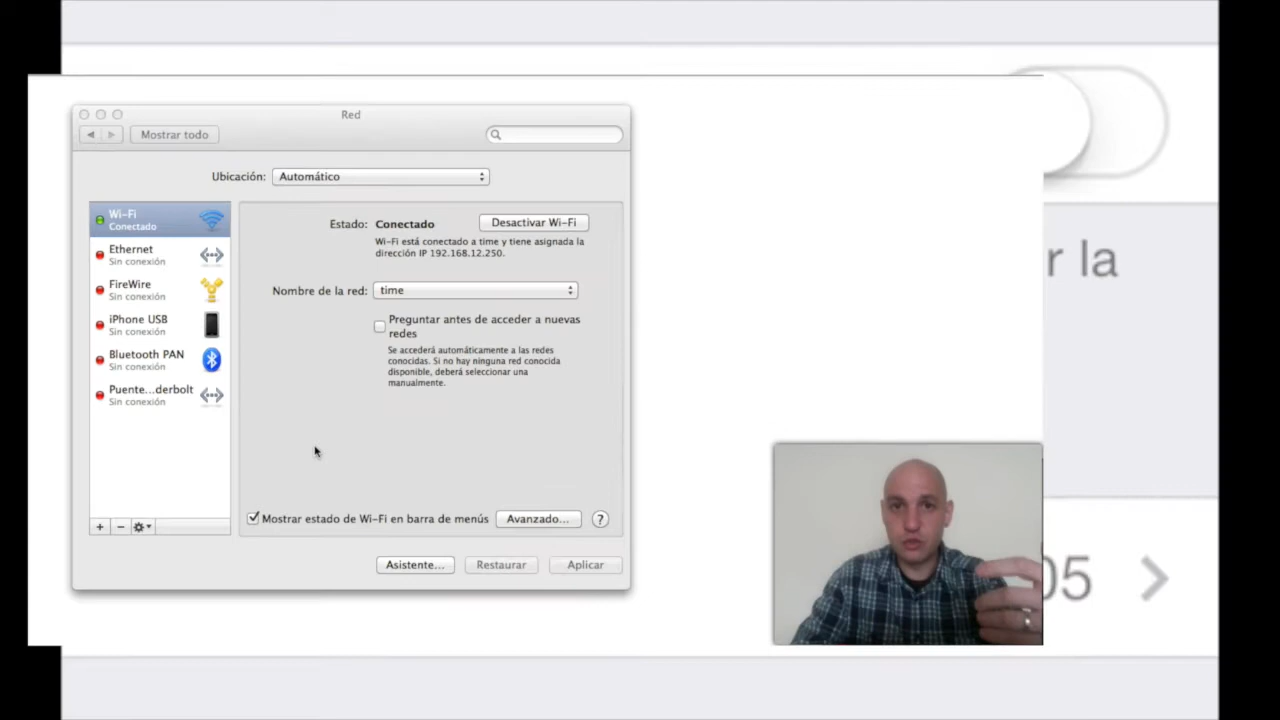 Red
Mostrar todo
Ubicación: Automático
Wi-Fi
Conectado
Ethernet
Sin conexión
FireWire
Sin conexión
iPhone USB
Sin conexión
Bluetooth PAN
Sin conexión
Puente...derbolt
Sin conexión
Estado: Conectado
Desactivar Wi-Fi
Wi-Fi está conectado a time y tiene asignada la
dirección IP 192.168.12.250.
Nombre de la red: time
Preguntar antes de acceder a nuevas
redes
Se accederá automáticamente a las redes
conocidas. Si no hay ninguna red conocida
disponible, deberá seleccionar una
manualmente.
Mostrar estado de Wi-Fi en barra de menús
Avanzado...
?
Asistente...
Restaurar
Aplicar
r la
05